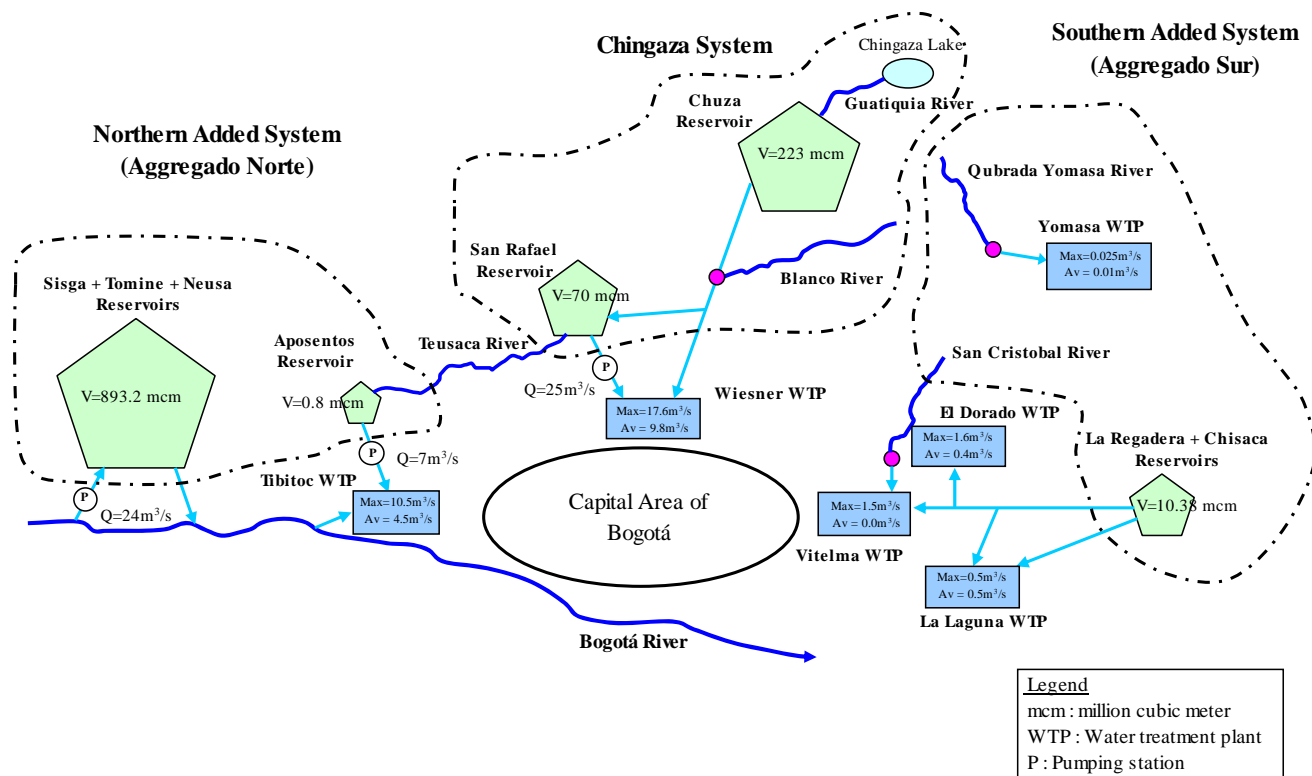 Chingaza System
Southern Added System
(Aggregado Sur)
Northern Added System
(Aggregado Norte)
Chingaza Lake
Guatiquia River
Chuza
Reservoir
V=223 mcm
Qubrada Yomasa River
Yomasa WTP
Max=0.025m³/s
Av = 0.01m³/s
San Rafael
Reservoir
V=70 mcm
Blanco River
Sisga + Tomine + Neusa
Reservoirs
V=893.2 mcm
Aposentos
Reservoir
V=0.8 mcm
Teusaca River
P
Q=25m³/s
Wiesner WTP
Max=17.6m³/s
Av = 9.8m³/s
San Cristobal River
El Dorado WTP
Max=1.6m³/s
Av = 0.4m³/s
La Regadera + Chisaca
Reservoirs
V=10.38 mcm
P
Q=7m³/s
Tibitoc WTP
Max=10.5m³/s
Av = 4.5m³/s
P
Q=24m³/s
Capital Area of
Bogotá
Max=1.5m³/s
Av = 0.0m³/s
Vitelma WTP
Max=0.5m³/s
Av = 0.5m³/s
La Laguna WTP
Bogotá River
Legend
mcm : million cubic meter
WTP : Water treatment plant
P : Pumping station